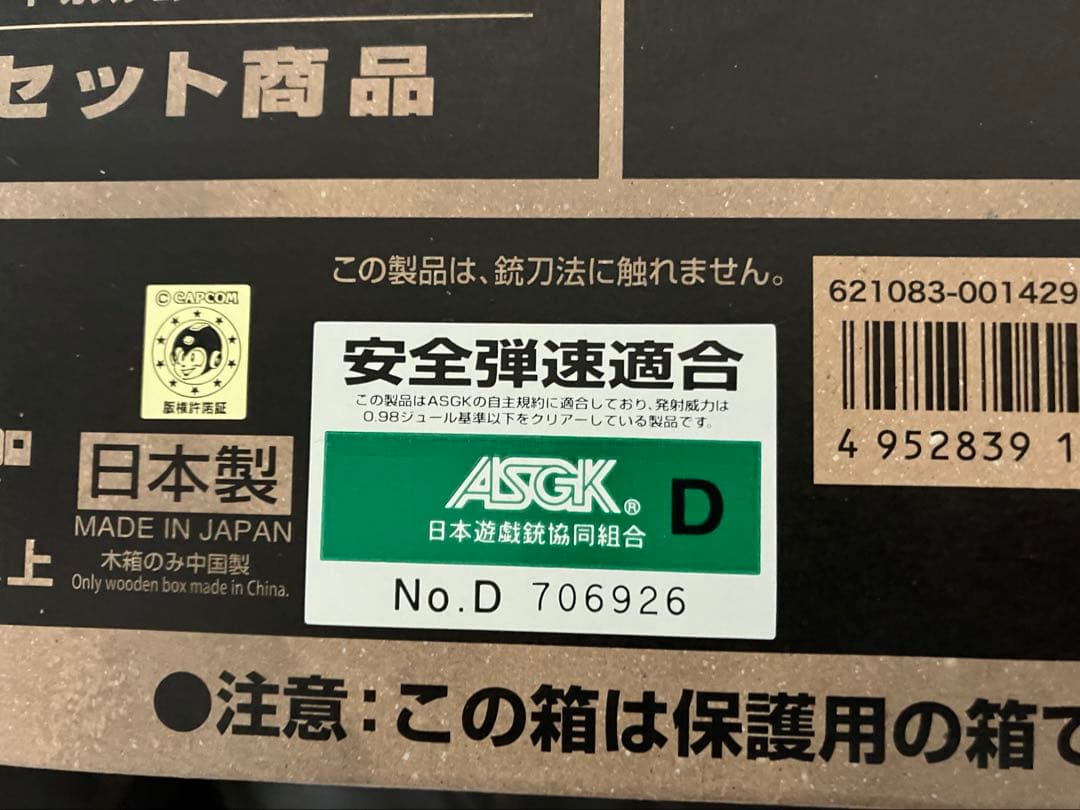 セット商品
この製品は、銃刀法に触れません。
621083-001429
©CAPCOM
版権許諾証
安全弾速適合
この製品はASGKの自主規約に適合しており、発射威力は
0.98ジュール基準以下をクリアーしている製品です。
4 952839 1
日本製
MADE IN JAPAN
木箱のみ中国製
Only wooden box made in China.
上
ASGK®
D
日本遊戯銃協同組合
No.D 706926
●注意：この箱は保護用の箱で